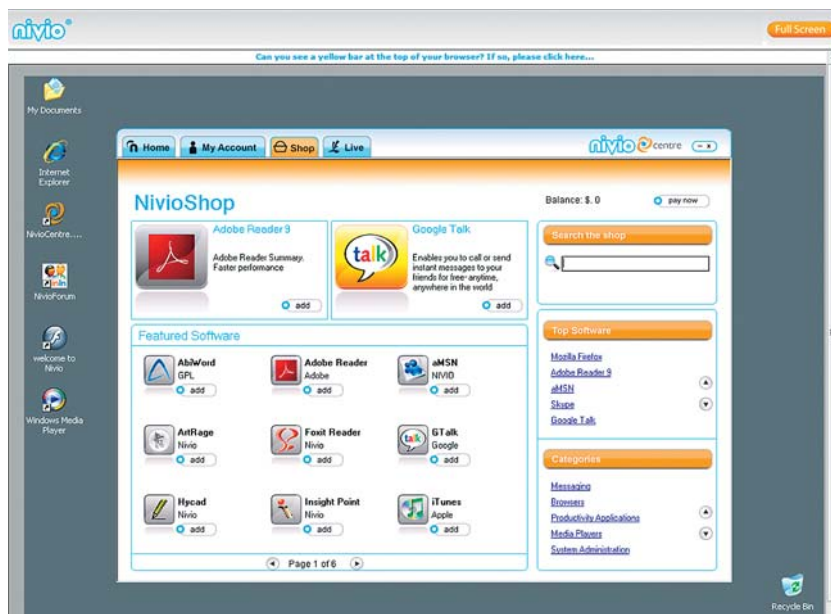 nivio
Full Screen
Can you see a yellow bar at the top of your browser? If so, please click here...
My Documents
Internet
Explorer
NivioCentre....
NivioForum
welcome to
Nivio
Windows Media
Player
Home
My Account
Shop
Live
nivio centre
NivioShop
Balance: $. 0
pay now
Adobe Reader 9
Adobe Reader Summary.
Faster performance
add
talk
Google Talk
Enables you to call or send
instant messages to your
friends for free- anytime,
anywhere in the world
add
Search the shop
Featured Software
AbiWord
GPL
add
Adobe Reader
Adobe
add
aMSN
NIVIO
add
ArtRage
Nivio
add
Foxit Reader
Nivio
add
talk
GTalk
Google
add
Hycad
Nivio
add
Insight Point
Nivio
add
iTunes
Apple
add
Page 1 of 6
Top Software
Mozilla Firefox
Adobe Reader 9
aMSN
Skype
Google Talk
Categories
Messaging
Browsers
Productivity Applications
Media Players
System Administration
Recycle Bin